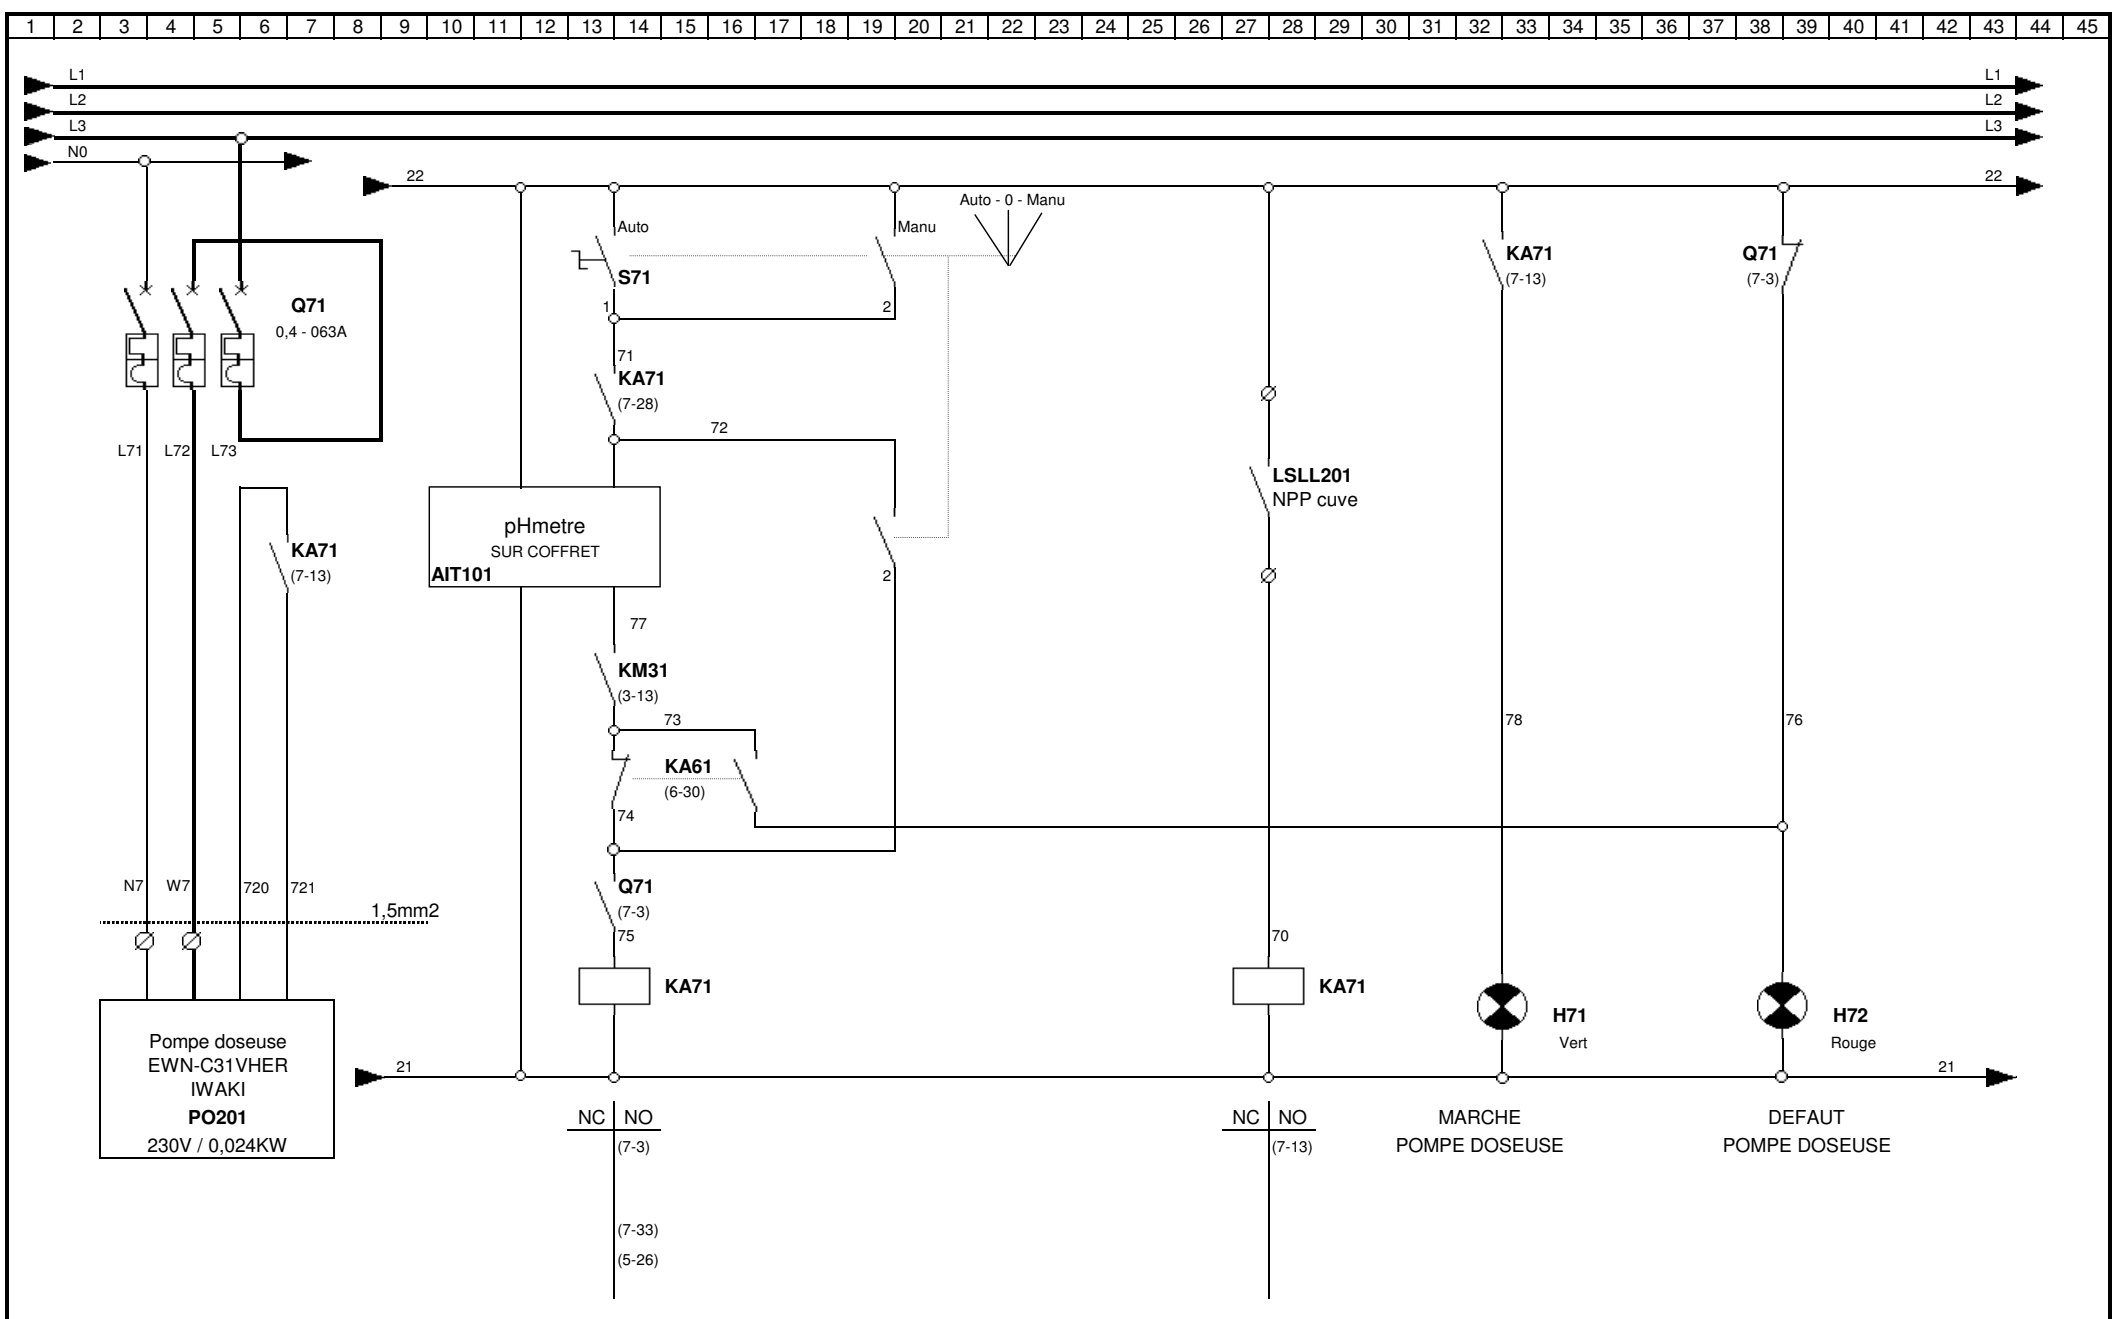 1 2 3 4 5 6 7 8 9 10 11 12 13 14 15 16 17 18 19 20 21 22 23 24 25 26 27 28 29 30 31 32 33 34 35 36 37 38 39 40 41 42 43 44 45
L1 L1
L2 L2
L3 L3
N0
22 22
Auto - 0 - Manu
Auto
Manu
S71
1
2
KA71
(7-13)
Q71
(7-3)
Q71
0,4 - 063A
71
KA71
(7-28)
72
L71 L72 L73
LSLL201
NPP cuve
pHmetre
SUR COFFRET
AIT101
KA71
(7-13)
2
77
KM31
(3-13)
73
78
76
KA61
(6-30)
74
N7 W7 720 721
1,5mm2
Q71
(7-3)
75
70
KA71
KA71
H71
Vert
H72
Rouge
Pompe doseuse
EWN-C31VHER
IWAKI
PO201
230V / 0,024KW
21 21
NC NO
(7-3)
(7-33)
(5-26)
NC NO
(7-13)
MARCHE
POMPE DOSEUSE
DEFAUT
POMPE DOSEUSE